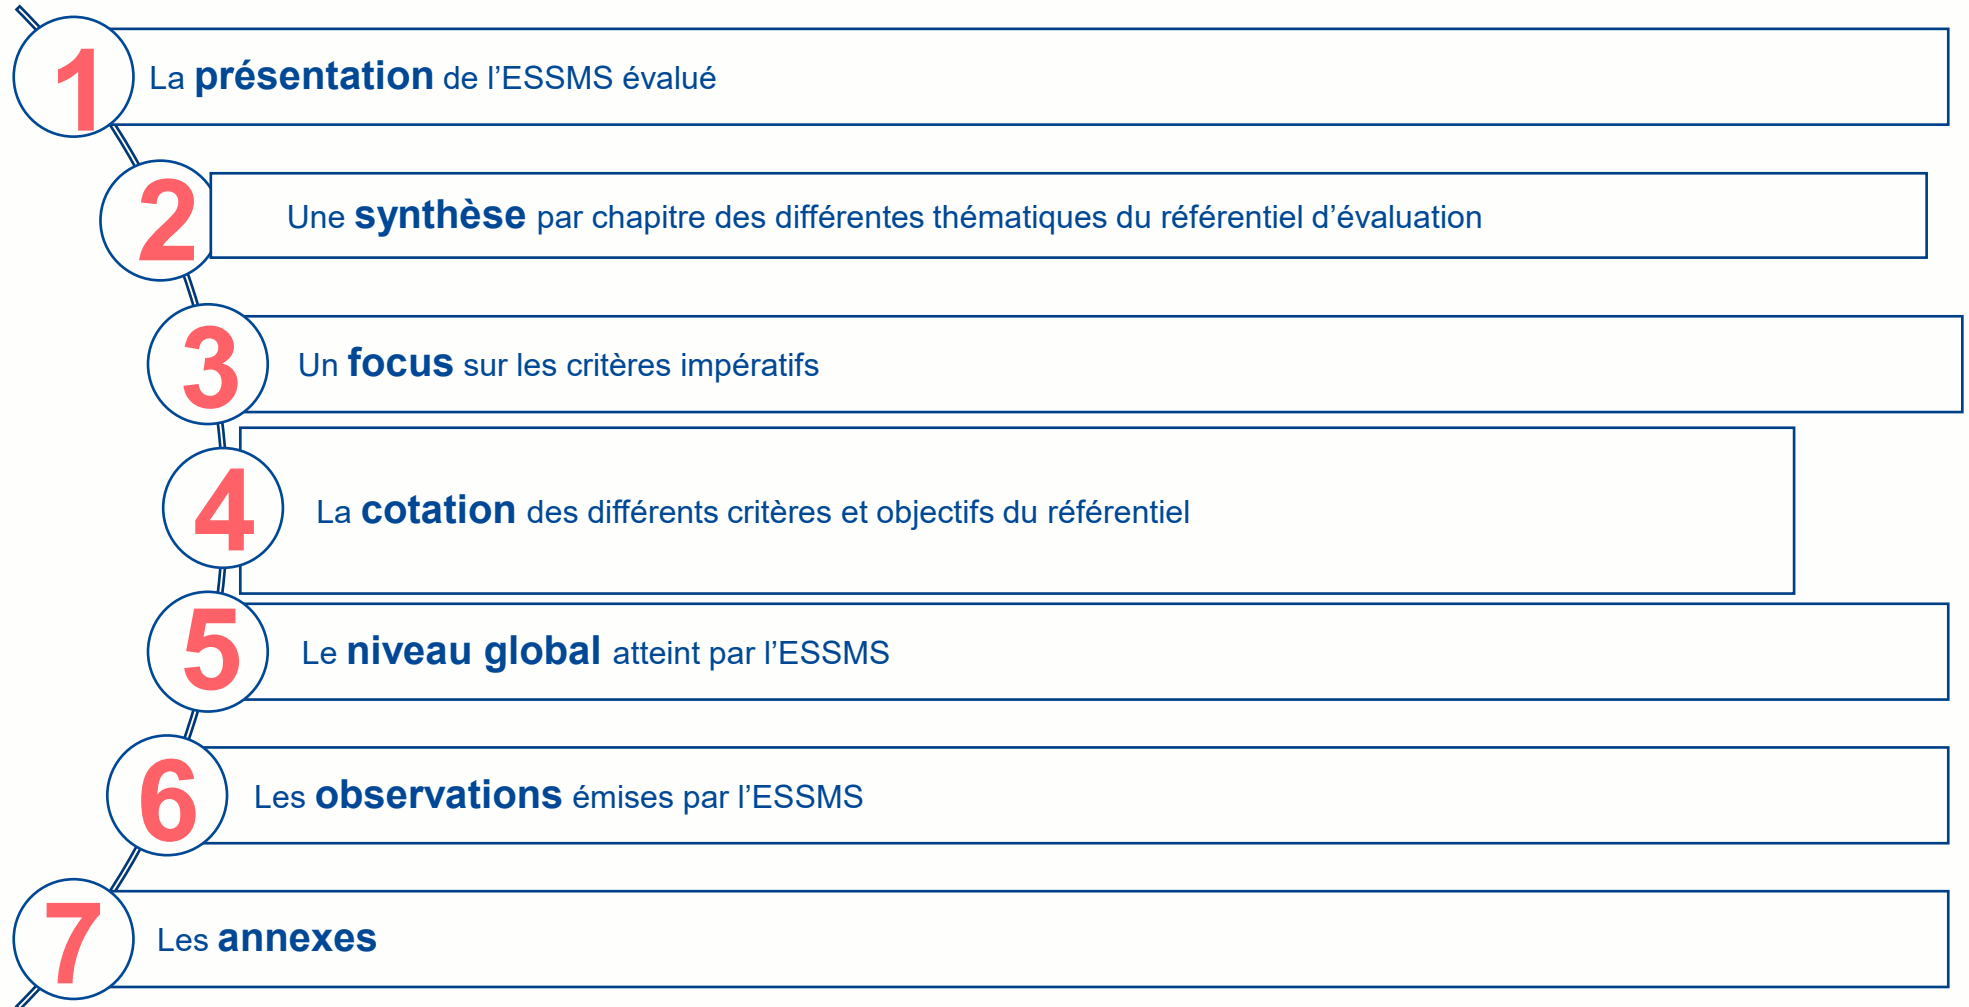 1 La présentation de l’ESSMS évalué
2 Une synthèse par chapitre des différentes thématiques du référentiel d’évaluation
3 Un focus sur les critères impératifs
4 La cotation des différents critères et objectifs du référentiel
5 Le niveau global atteint par l’ESSMS
6 Les observations émises par l’ESSMS
7 Les annexes